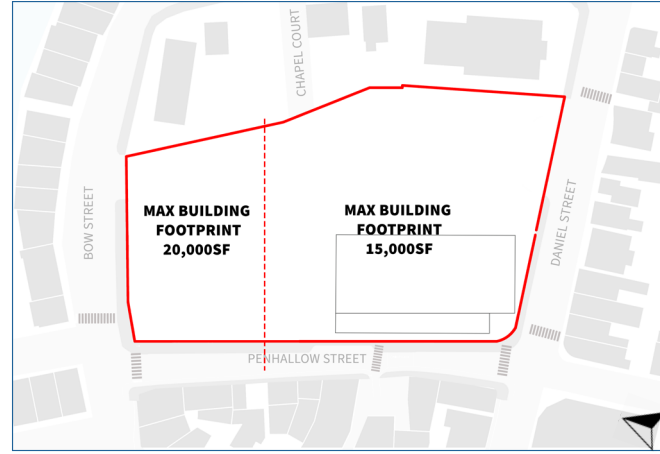 CHAPEL COURT
BOW STREET
MAX BUILDING
FOOTPRINT
20,000SF
MAX BUILDING
FOOTPRINT
15,000SF
DANIEL STREET
PENHALLOW STREET